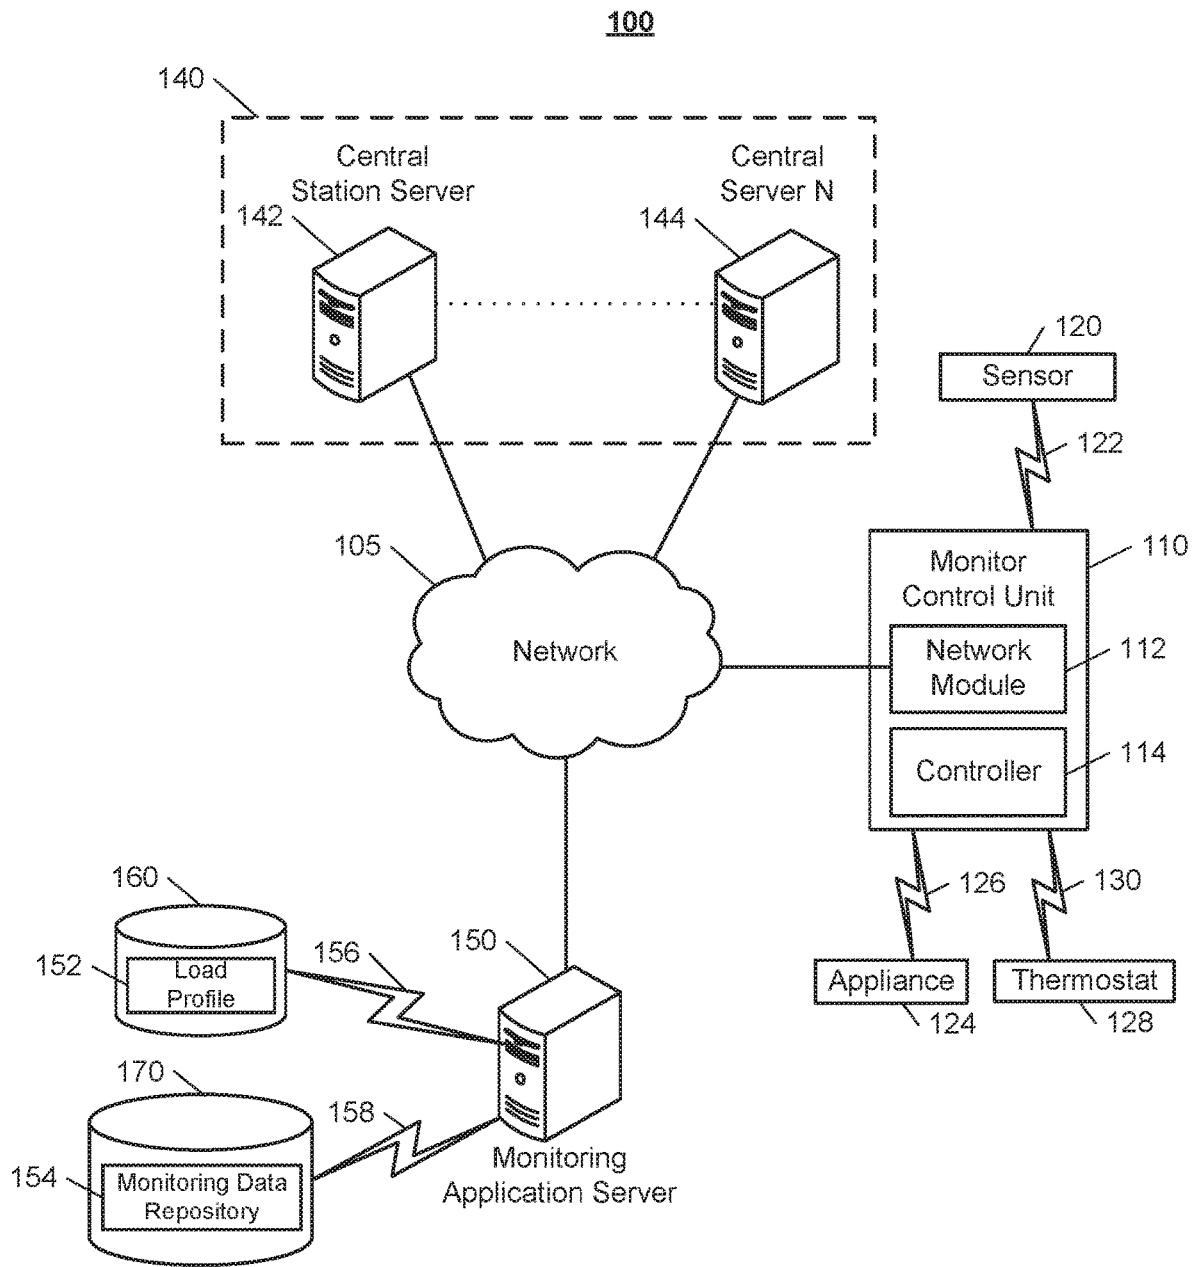 100
140
Central
Station Server
142
Central
Server N
144
120
Sensor
122
105
Network
110
Monitor
Control Unit
Network
Module
112
Controller
114
126
130
Appliance
124
Thermostat
128
160
152
Load
Profile
156
150
170
158
154
Monitoring Data
Repository
Monitoring
Application Server